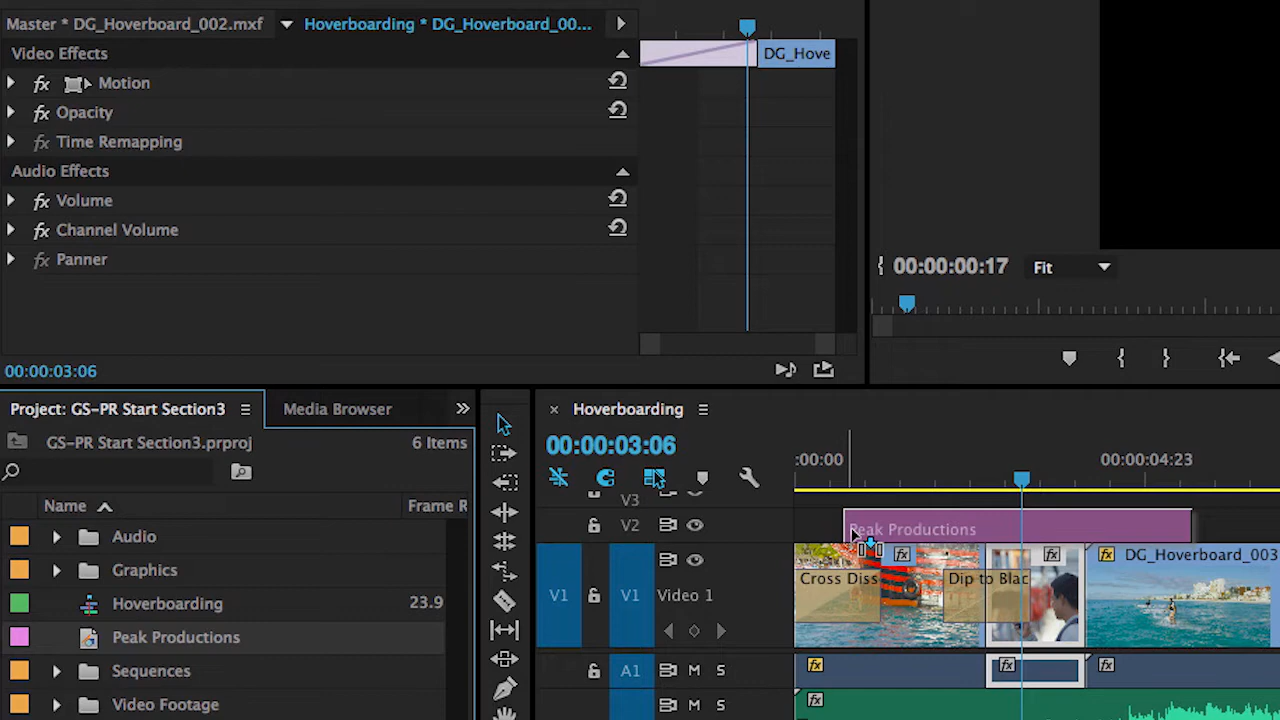 Master * DG_Hoverboard_002.mxf
Hoverboarding * DG_Hoverboard_00...
Video Effects
DG_Hove
fx Motion
fx Opacity
fx Time Remapping
Audio Effects
fx Volume
fx Channel Volume
fx Panner
00:00:00:17
Fit
00:00:03:06
Project: GS-PR Start Section3
Media Browser
GS-PR Start Section3.prproj
6 Items
Name
Frame R
Audio
Graphics
Hoverboarding
23.9
Peak Productions
Sequences
Video Footage
Hoverboarding
00:00:03:06
:00:00
00:00:04:23
V3
V2
Peak Productions
V1
V1
Video 1
fx
fx
fx DG_Hoverboard_003
Cross Diss
Dip to Blac
A1
M S
fx
fx
fx
M S
fx